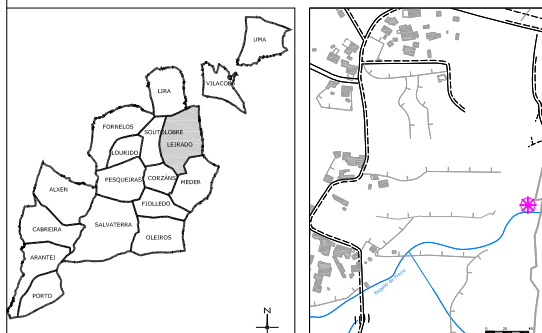 UMA
VILACOBA
LIRA
FORNELOS
SOUTOLOBRE
LEIRADO
LOURIDO
PESQUEIRAS
CORZÁNS
MEDER
ALXEN
FIOLLEDO
SALVATERRA
CABREIRA
OLEIROS
ARANTEI
PORTO
N